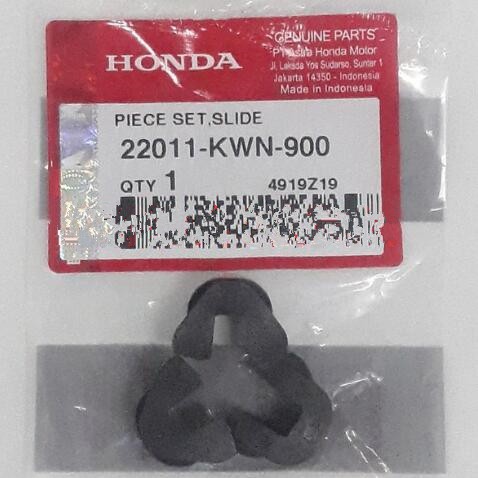 HONDA
GENUINE PARTS
PT Astra Honda Motor
Jl. Laksda Yos Sudarso, Sunter 1
Jakarta 14350 - Indonesia
Made in Indonesia
PIECE SET,SLIDE
22011-KWN-900
QTY 1 4919Z19